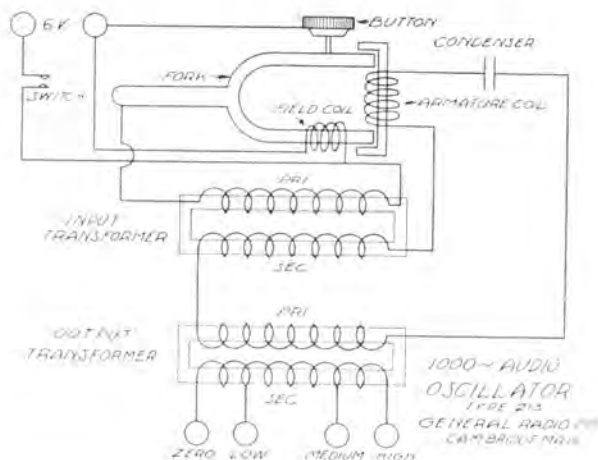 6V
BUTTON
CONDENSER
FORK
SWITCH
FIELD COIL
ARMATURE COIL
PRI
INPUT
TRANSFORMER
SEC
PRI
OUTPUT
TRANSFORMER
SEC
1000~ AUDIO
OSCILLATOR
TYPE 213
GENERAL RADIO
CAMBRIDGE MASS
ZERO LOW MEDIUM HIGH